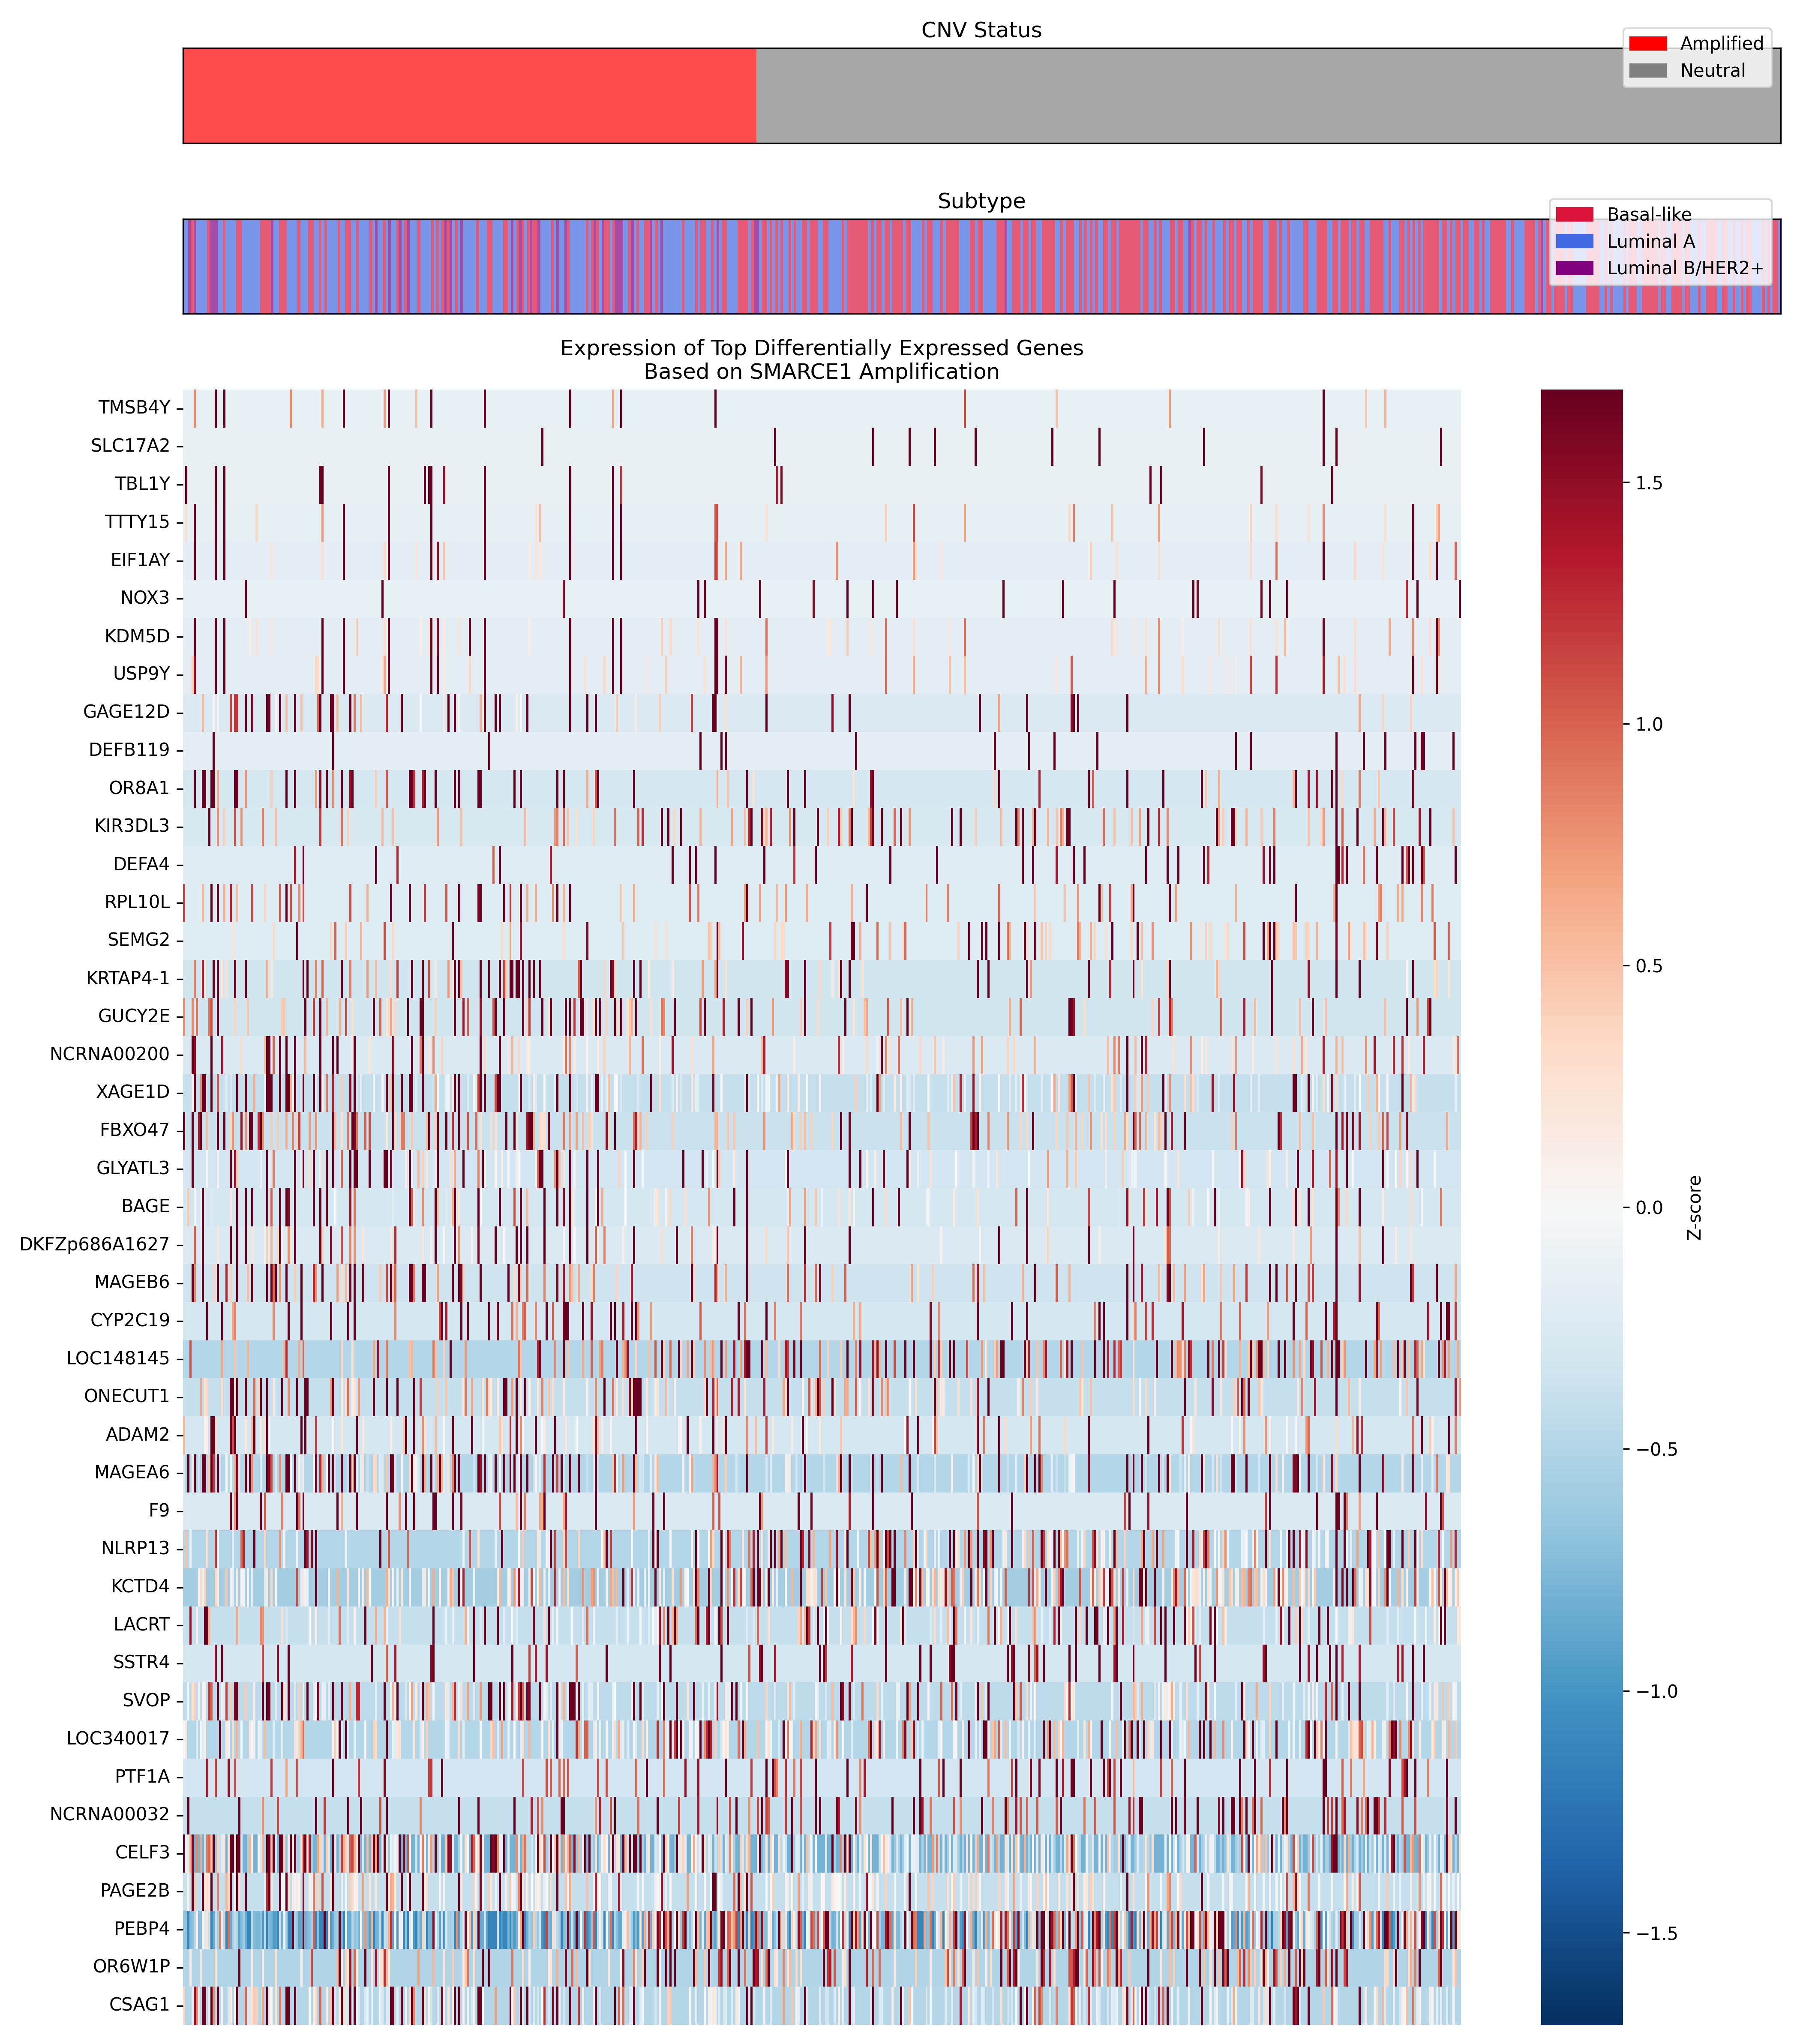 CNV Status
Amplified
Neutral
Subtype
Basal-like
Luminal A
Luminal B/HER2+
Expression of Top Differentially Expressed Genes
Based on SMARCE1 Amplification
TMSB4Y
SLC17A2
TBL1Y
TTTY15
EIF1AY
NOX3
KDM5D
USP9Y
GAGE12D
DEFB119
OR8A1
KIR3DL3
DEFA4
RPL10L
SEMG2
KRTAP4-1
GUCY2E
NCRNA00200
XAGE1D
FBXO47
GLYATL3
BAGE
DKFZp686A1627
MAGEB6
CYP2C19
LOC148145
ONECUT1
ADAM2
MAGEA6
F9
NLRP13
KCTD4
LACRT
SSTR4
SVOP
LOC340017
PTF1A
NCRNA00032
CELF3
PAGE2B
PEBP4
OR6W1P
CSAG1
1.5
1.0
0.5
0.0
−0.5
−1.0
−1.5
Z-score